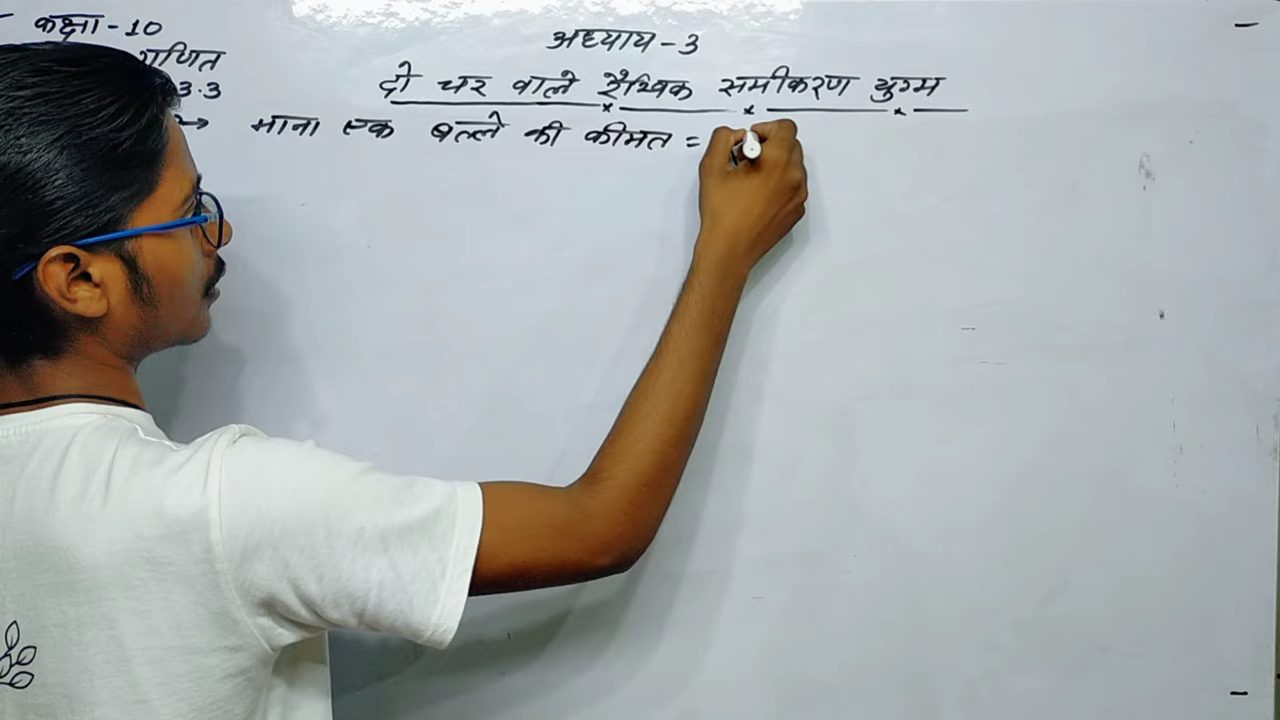 कक्षा - 10
गणित
3.3
अध्याय - 3
दो चर वाले रैखिक समीकरण युग्म
→ माना एक बल्ले की कीमत =